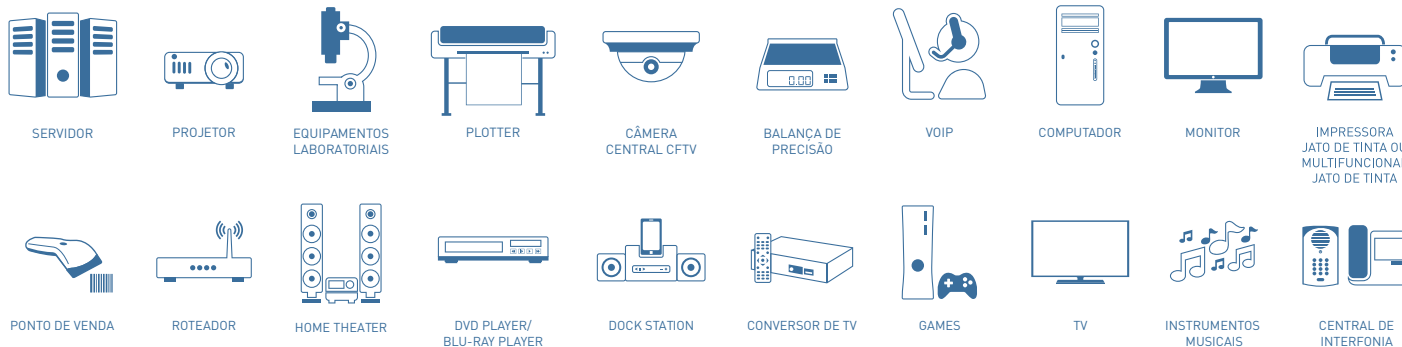 0.00
SERVIDOR
PROJETOR
EQUIPAMENTOS
LABORATORIAIS
PLOTTER
CÂMERA
CENTRAL CFTV
BALANÇA DE
PRECISÃO
VOIP
COMPUTADOR
MONITOR
IMPRESSORA
JATO DE TINTA OU
MULTIFUNCIONAL
JATO DE TINTA
PONTO DE VENDA
ROTEADOR
HOME THEATER
DVD PLAYER/
BLU-RAY PLAYER
DOCK STATION
CONVERSOR DE TV
GAMES
TV
INSTRUMENTOS
MUSICAIS
CENTRAL DE
INTERFONIA